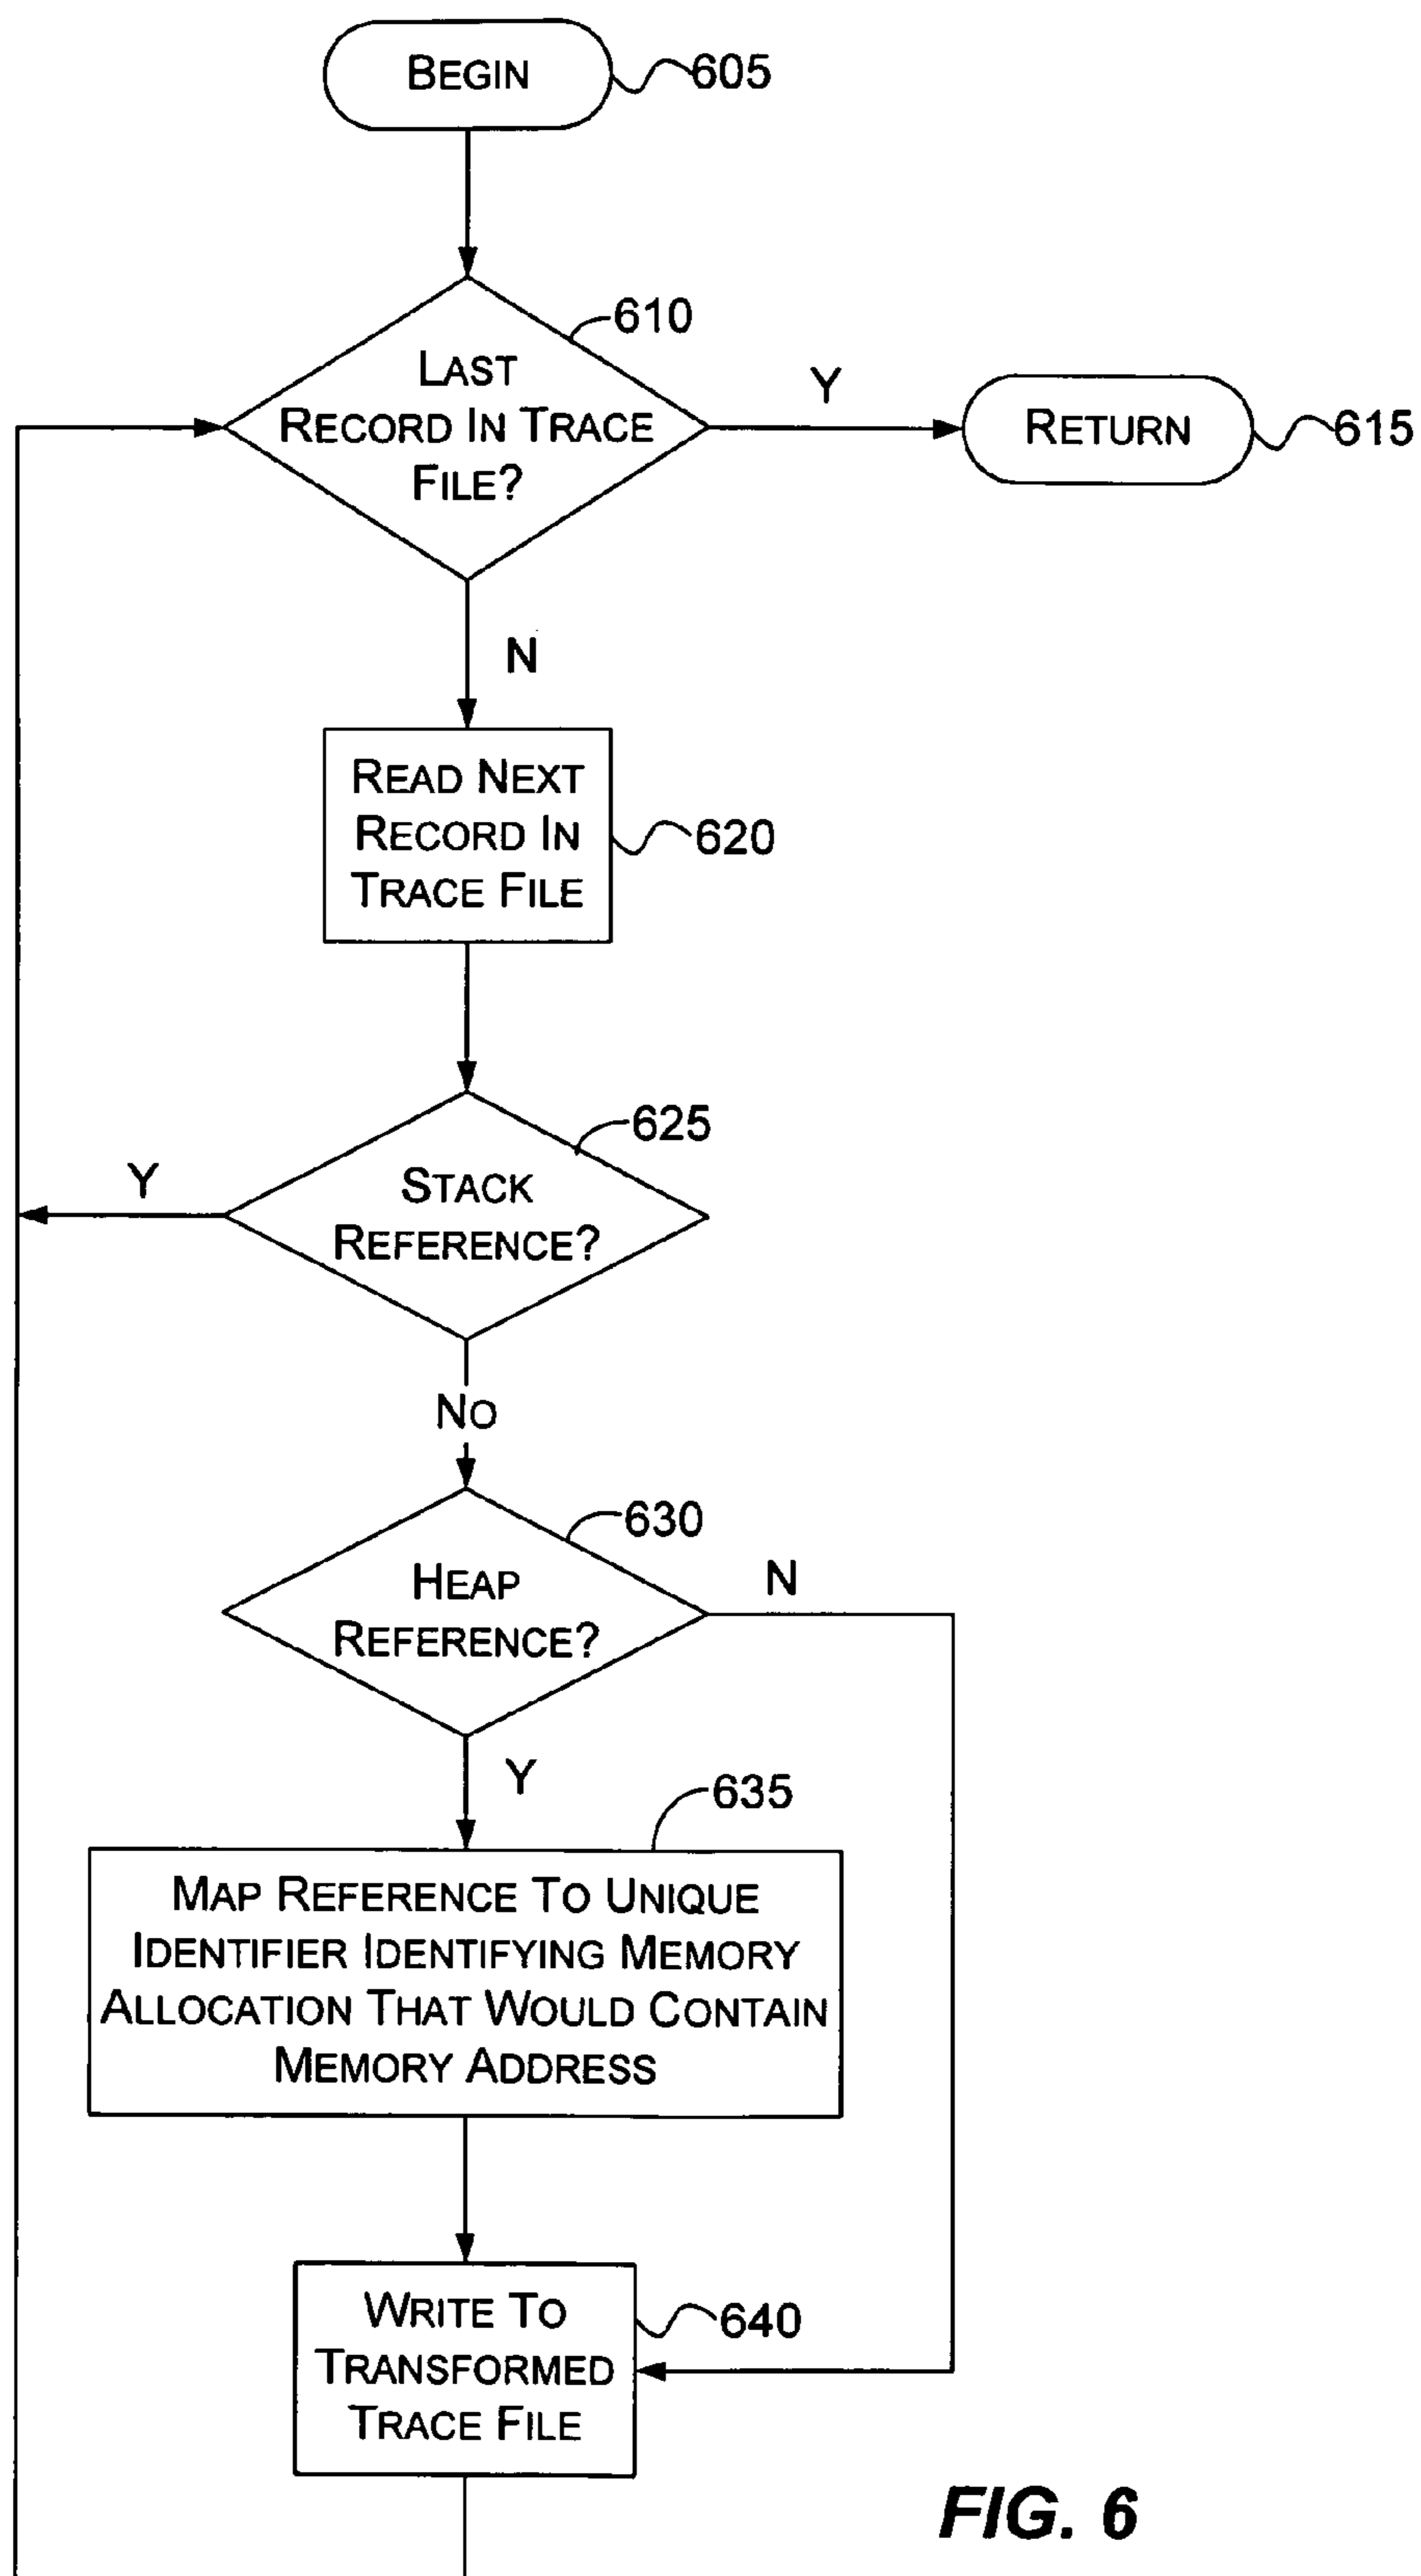 BEGIN
605
610
LAST
RECORD IN TRACE
FILE?
Y
RETURN
615
N
READ NEXT
RECORD IN
TRACE FILE
620
625
STACK
REFERENCE?
Y
NO
630
HEAP
REFERENCE?
N
Y
635
MAP REFERENCE TO UNIQUE
IDENTIFIER IDENTIFYING MEMORY
ALLOCATION THAT WOULD CONTAIN
MEMORY ADDRESS
WRITE TO
TRANSFORMED
TRACE FILE
640
FIG. 6